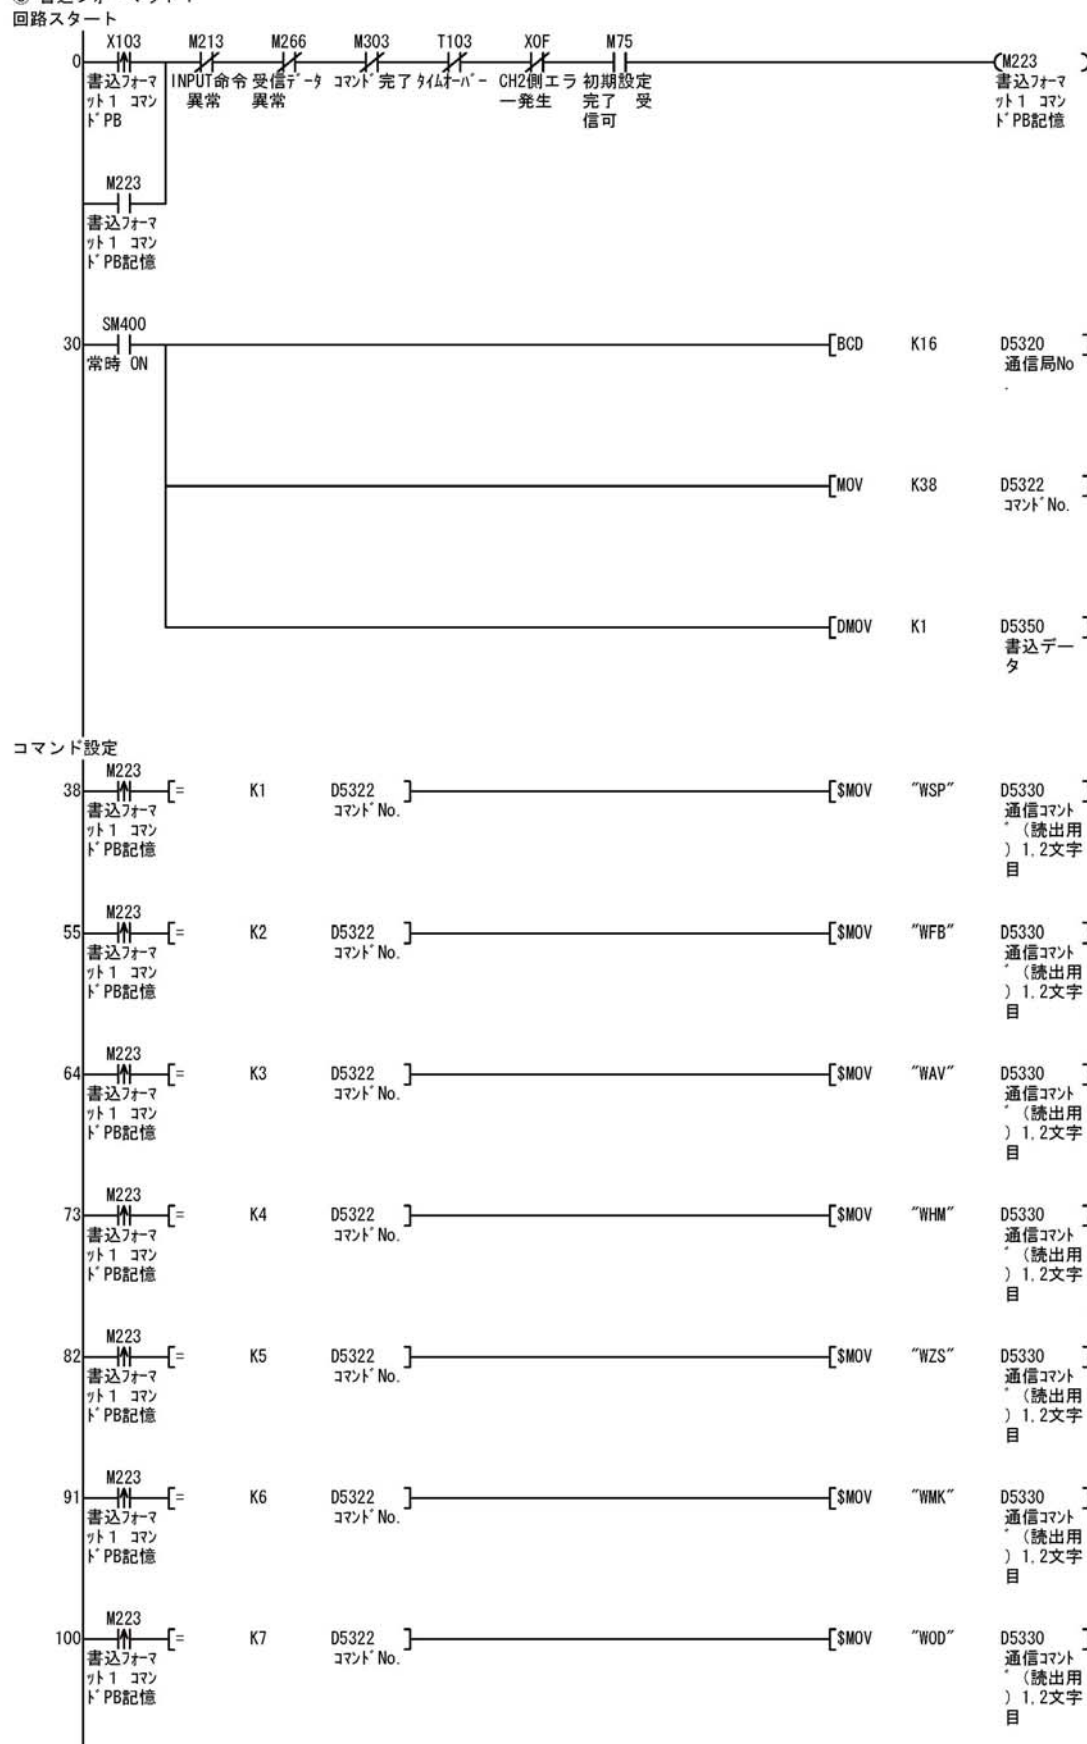 回路スタート
X103 M213 M266 M303 T103 X0F M75
0 (M223 )
書込フォーマ INPUT命令 受信データ コマンド完了 タイムオーバー CH2側エラ 初期設定 書込フォーマ
ット1 コマン 異常 異常 ー発生 完了 受 ット1 コマン
ドPB 信可 ドPB記憶
M223
書込フォーマ
ット1 コマン
ドPB記憶
SM400
30 [BCD K16 D5320 ]
常時 ON 通信局No
.
[MOV K38 D5322 ]
コマンドNo.
[DMOV K1 D5350 ]
書込デー
タ
コマンド設定
M223
38 [= K1 D5322 ] [$MOV "WSP" D5330 ]
書込フォーマ コマンドNo. 通信コマント
ット1 コマン ゛(読出用
ドPB記憶 )1,2文字
目
M223
55 [= K2 D5322 ] [$MOV "WFB" D5330 ]
書込フォーマ コマンドNo. 通信コマント
ット1 コマン ゛(読出用
ドPB記憶 )1,2文字
目
M223
64 [= K3 D5322 ] [$MOV "WAV" D5330 ]
書込フォーマ コマンドNo. 通信コマント
ット1 コマン ゛(読出用
ドPB記憶 )1,2文字
目
M223
73 [= K4 D5322 ] [$MOV "WHM" D5330 ]
書込フォーマ コマンドNo. 通信コマント
ット1 コマン ゛(読出用
ドPB記憶 )1,2文字
目
M223
82 [= K5 D5322 ] [$MOV "WZS" D5330 ]
書込フォーマ コマンドNo. 通信コマント
ット1 コマン ゛(読出用
ドPB記憶 )1,2文字
目
M223
91 [= K6 D5322 ] [$MOV "WMK" D5330 ]
書込フォーマ コマンドNo. 通信コマント
ット1 コマン ゛(読出用
ドPB記憶 )1,2文字
目
M223
100 [= K7 D5322 ] [$MOV "WOD" D5330 ]
書込フォーマ コマンドNo. 通信コマント
ット1 コマン ゛(読出用
ドPB記憶 )1,2文字
目